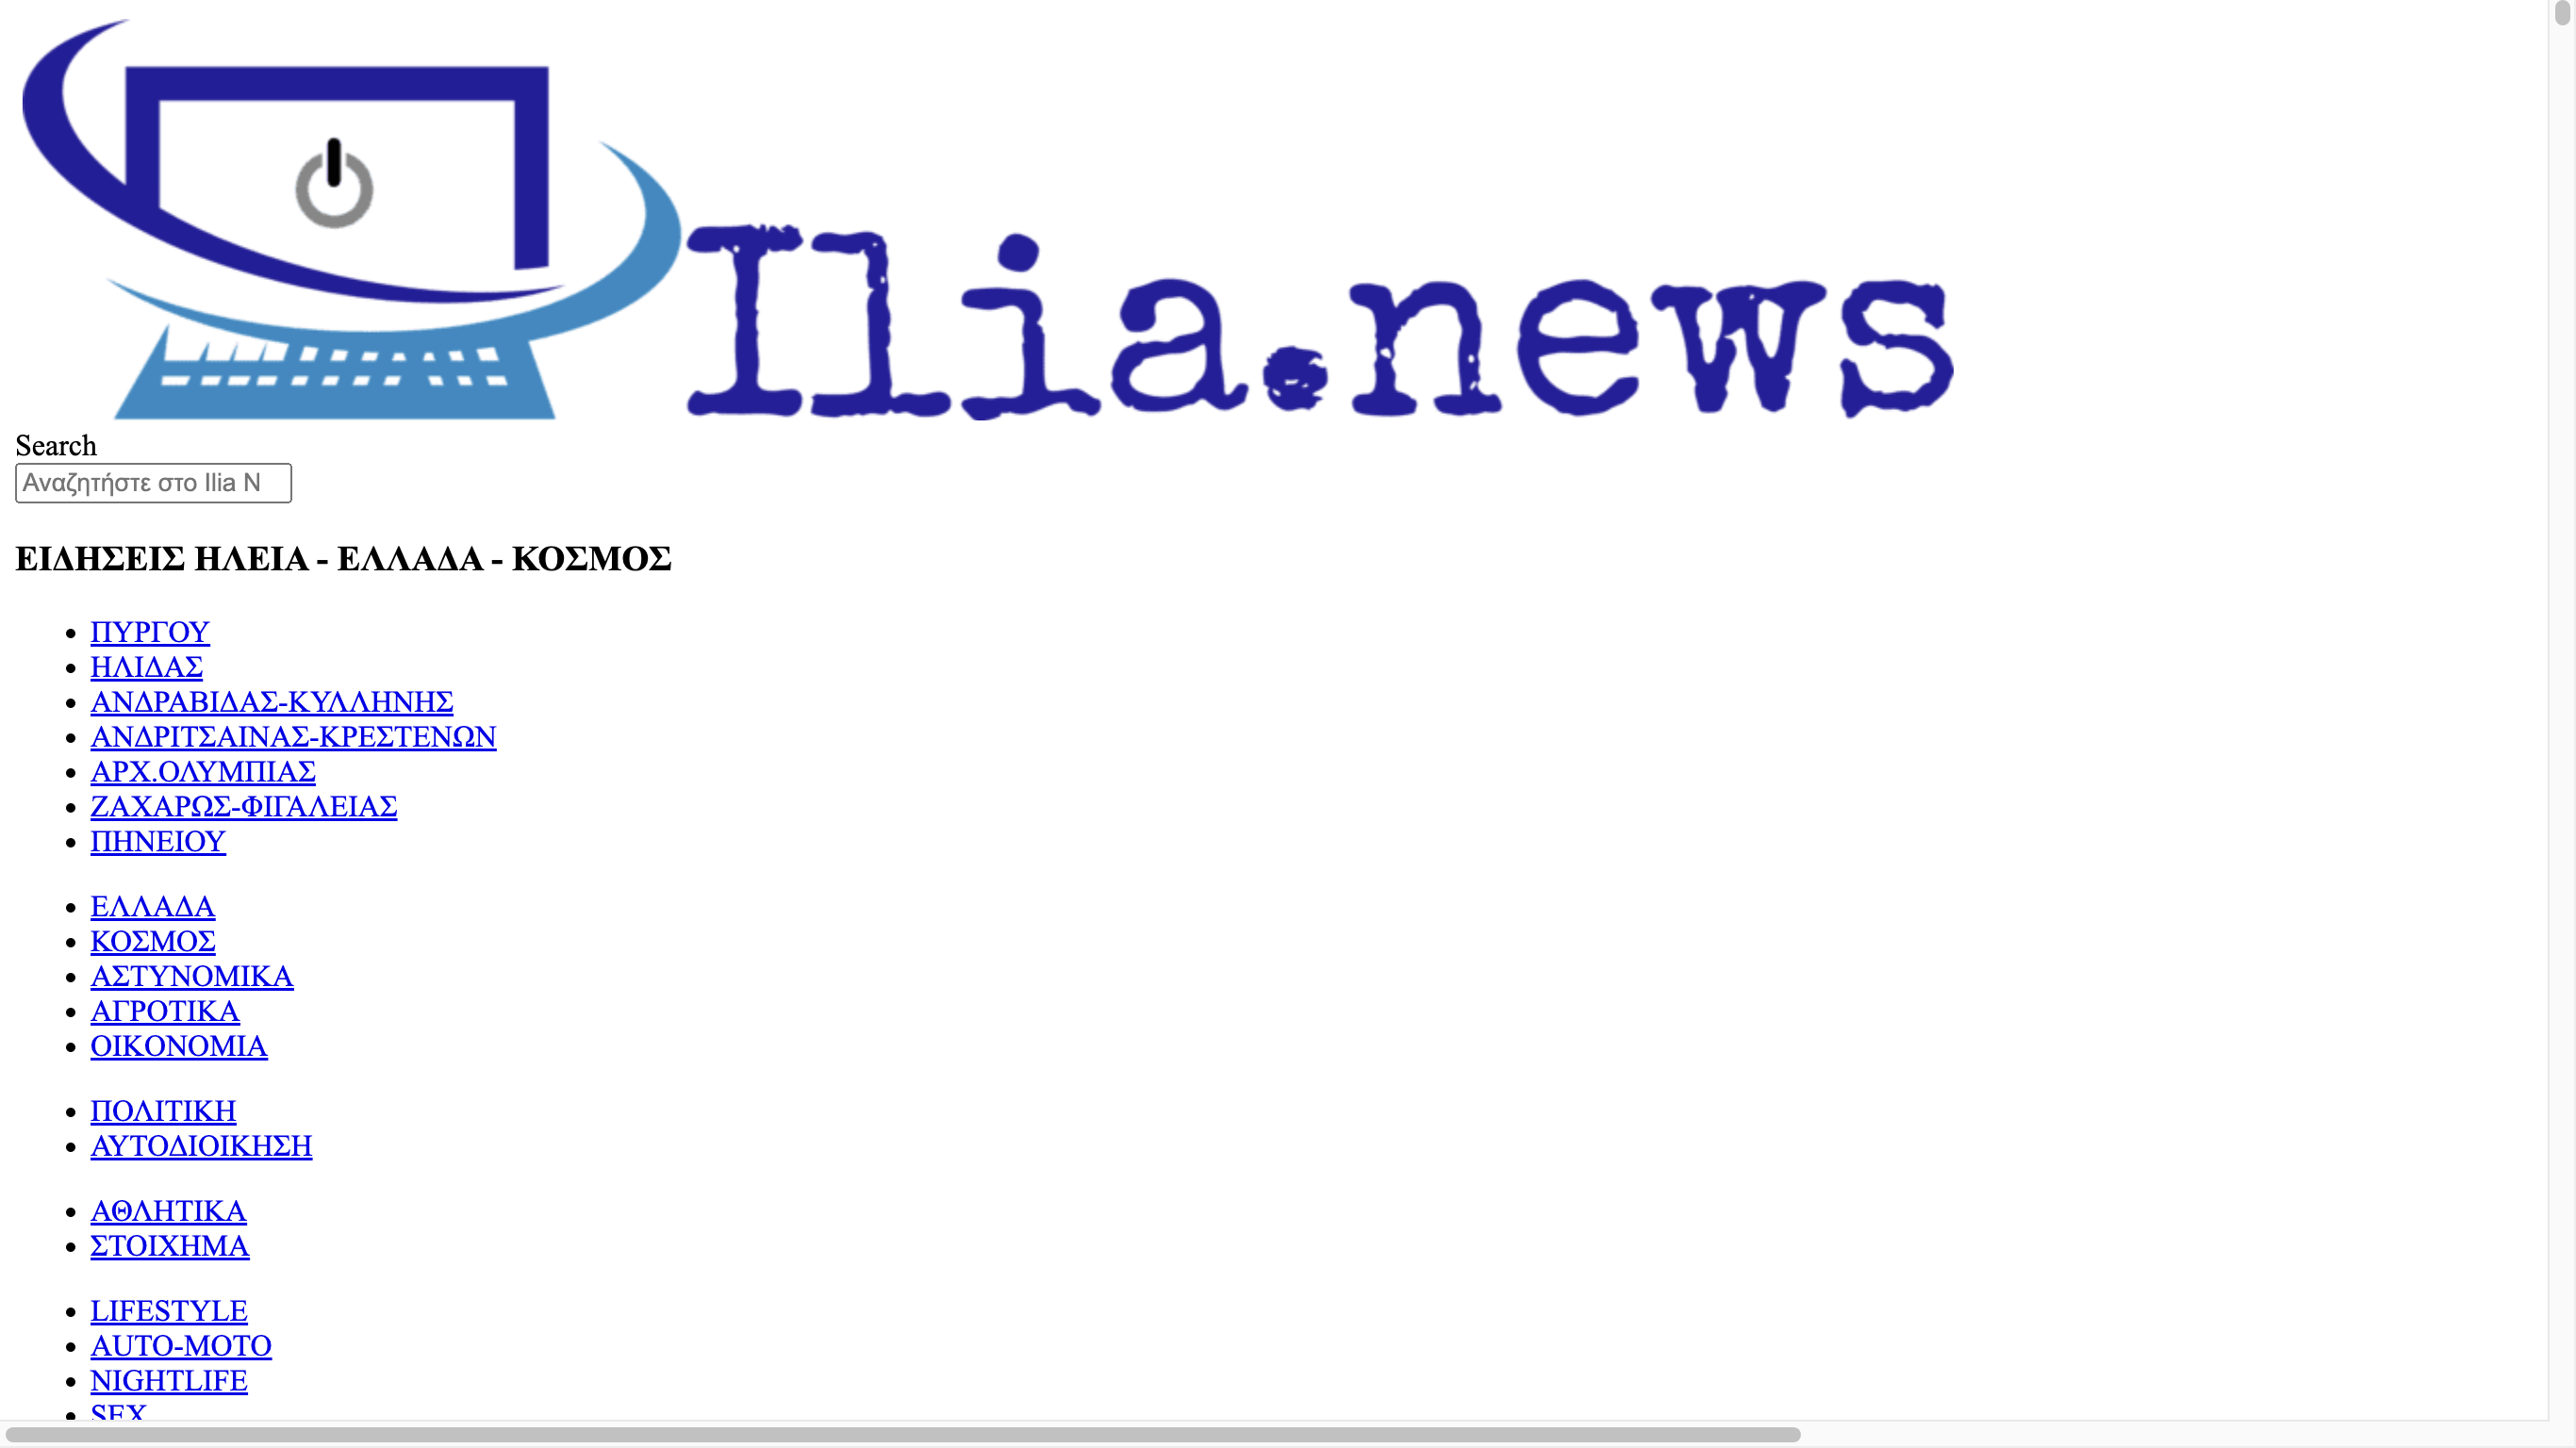 Ilia.news
Search
Αναζητήστε στο Ilia N
ΕΙΔΗΣΕΙΣ ΗΛΕΙΑ - ΕΛΛΑΔΑ - ΚΟΣΜΟΣ
ΠΥΡΓΟΥ
ΗΛΙΔΑΣ
ΑΝΔΡΑΒΙΔΑΣ-ΚΥΛΛΗΝΗΣ
ΑΝΔΡΙΤΣΑΙΝΑΣ-ΚΡΕΣΤΕΝΩΝ
ΑΡΧ.ΟΛΥΜΠΙΑΣ
ΖΑΧΑΡΩΣ-ΦΙΓΑΛΕΙΑΣ
ΠΗΝΕΙΟΥ
ΕΛΛΑΔΑ
ΚΟΣΜΟΣ
ΑΣΤΥΝΟΜΙΚΑ
ΑΓΡΟΤΙΚΑ
ΟΙΚΟΝΟΜΙΑ
ΠΟΛΙΤΙΚΗ
ΑΥΤΟΔΙΟΙΚΗΣΗ
ΑΘΛΗΤΙΚΑ
ΣΤΟΙΧΗΜΑ
LIFESTYLE
AUTO-MOTO
NIGHTLIFE
SEX